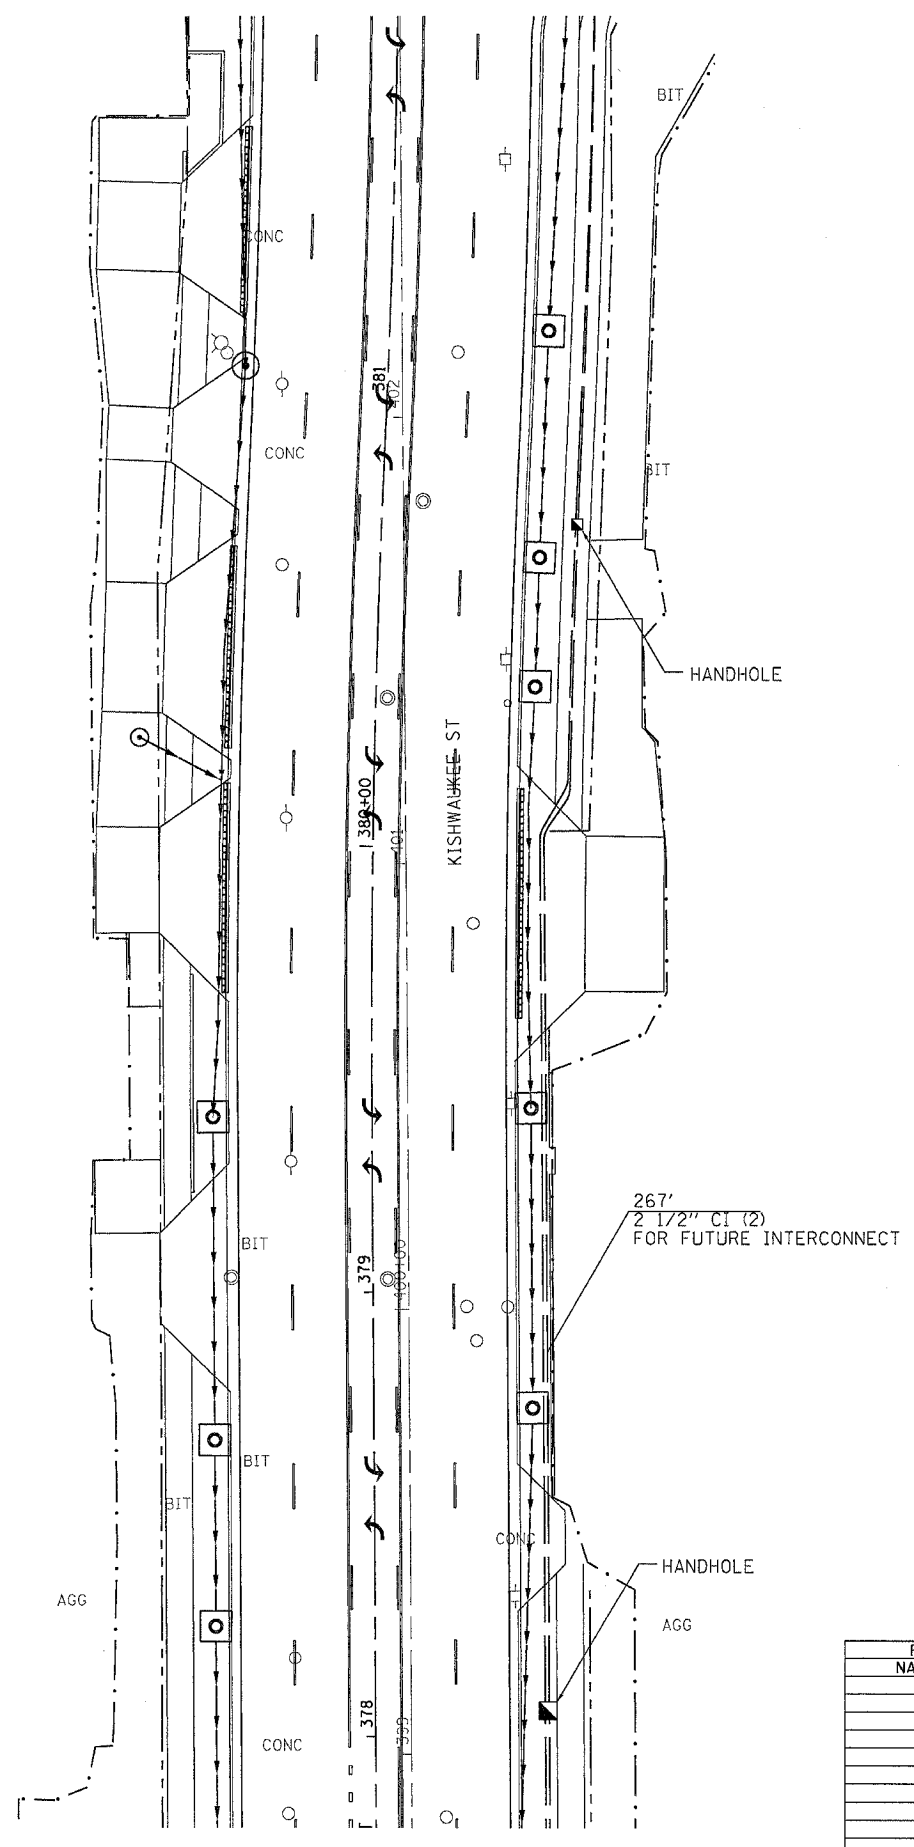 BIT
CONC
381
402
CONC
BIT
HANDHOLE
KISHWAUKEE ST
380+00
401
267'
2 1/2" CI (2)
FOR FUTURE INTERCONNECT
BIT
379
400+00
BIT
BIT
CONC
HANDHOLE
AGG
AGG
378
399
CONC